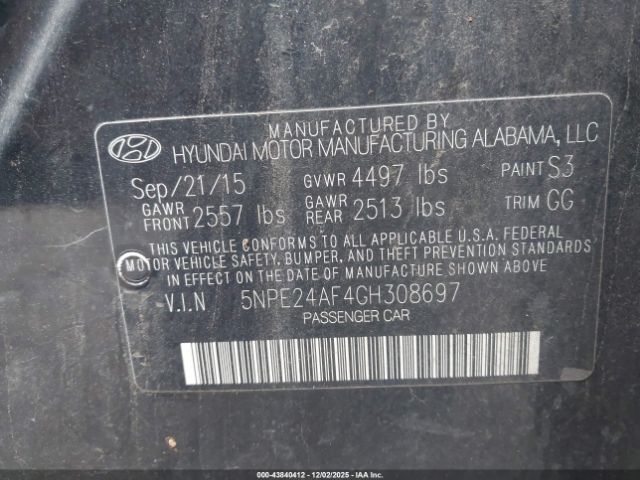 MANUFACTURED BY
HYUNDAI MOTOR MANUFACTURING ALABAMA, LLC
Sep/21/15 GVWR 4497 lbs PAINT S3
GAWR FRONT 2557 lbs GAWR REAR 2513 lbs TRIM GG
THIS VEHICLE CONFORMS TO ALL APPLICABLE U.S.A. FEDERAL
MOTOR VEHICLE SAFETY, BUMPER, AND THEFT PREVENTION STANDARDS
IN EFFECT ON THE DATE OF MANUFACTURE SHOWN ABOVE
V.I.N 5NPE24AF4GH308697
PASSENGER CAR
000-43840412 - 12/02/2025 - IAAI.COM